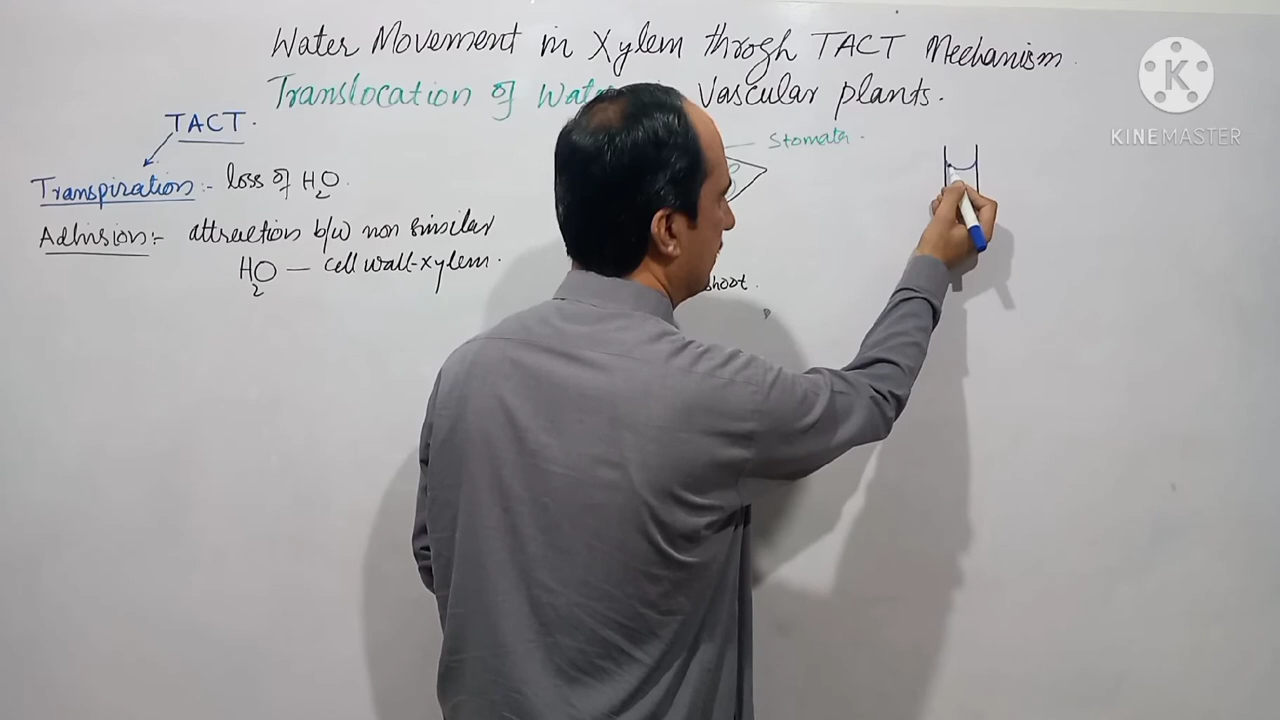 Water Movement in Xylem throgh TACT Mechanism.
Translocation of Wate Vascular plants.
TACT.
Stomata.
Transpiration:- loss of H2O.
Adhission:- attraction b/w non similar
H2O — cell wall-xylem.
shoot.
K
KINEMASTER